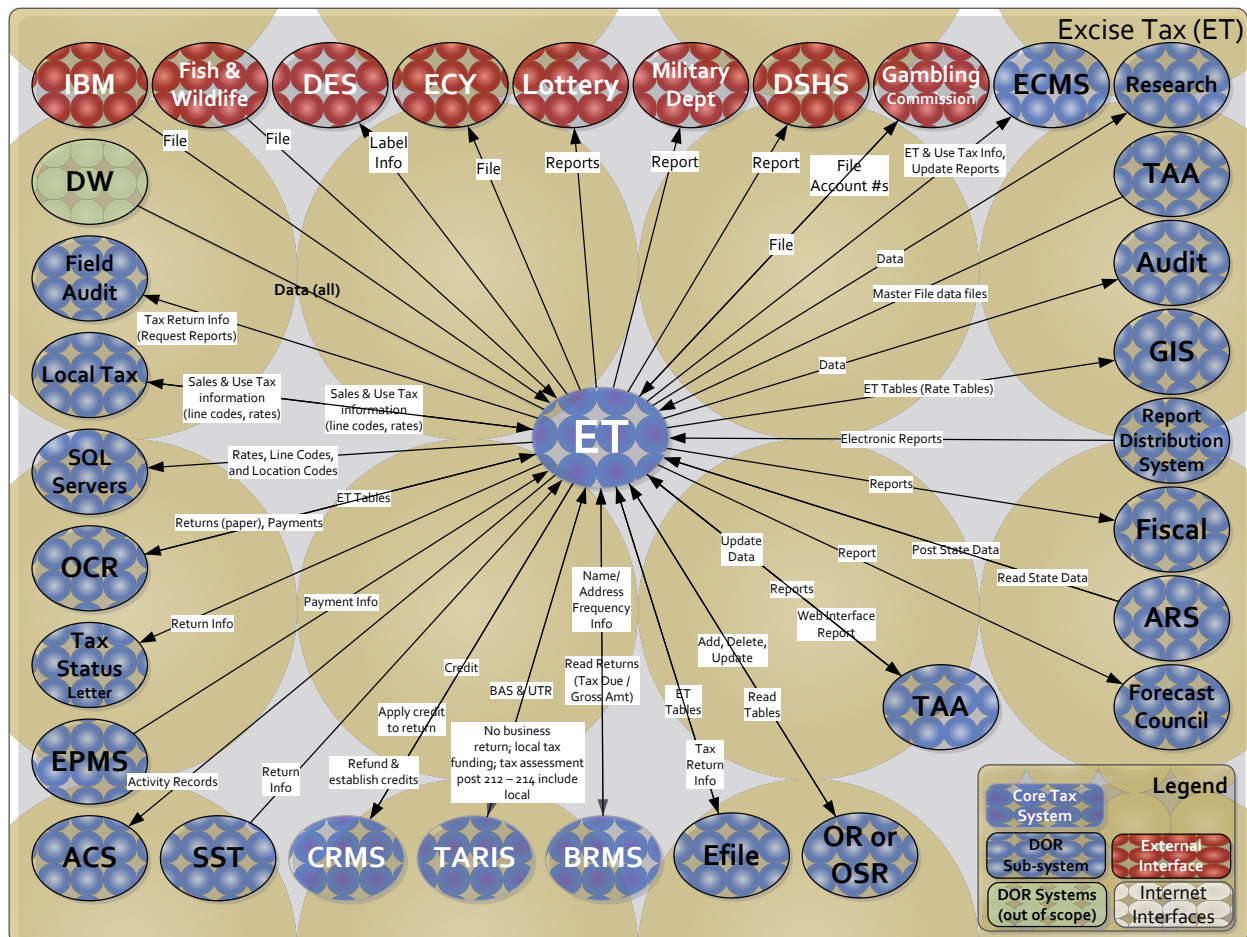 Excise Tax (ET)
IBM
Fish &
Wildlife
DES
ECY
Lottery
Military
Dept
DSHS
Gambling
Commission
ECMS
Research
File
File
Label
Info
File
Reports
Report
Report
File
Account #s
ET & Use Tax Info,
Update Reports
DW
TAA
Field
Audit
Audit
File
Data
Data (all)
Master File data files
Tax Return Info
(Request Reports)
GIS
Local Tax
Data
Sales & Use Tax
information
(line codes, rates)
Sales & Use Tax
information
(line codes, rates)
ET Tables (Rate Tables)
ET
Report
Distribution
System
Electronic Reports
SQL
Servers
Rates, Line Codes,
and Location Codes
Reports
ET Tables
Returns (paper), Payments
Fiscal
OCR
Update
Data
Report
Post State Data
Read State Data
Name/
Address
Frequency
Info
Reports
Payment Info
Web Interface
Report
ARS
Return Info
Tax
Status
Letter
Add, Delete,
Update
Credit
Read Returns
(Tax Due /
Gross Amt)
BAS & UTR
ET
Tables
Read
Tables
TAA
Forecast
Council
Apply credit
to return
No business
return; local tax
funding; tax assessment
post 212 – 214 include
local
EPMS
Activity Records
Return
Info
Refund &
establish credits
Tax
Return
Info
ACS
SST
CRMS
TARIS
BRMS
Efile
OR or
OSR
Legend
Core Tax
System
DOR
Sub-system
External
Interface
DOR Systems
(out of scope)
Internet
Interfaces